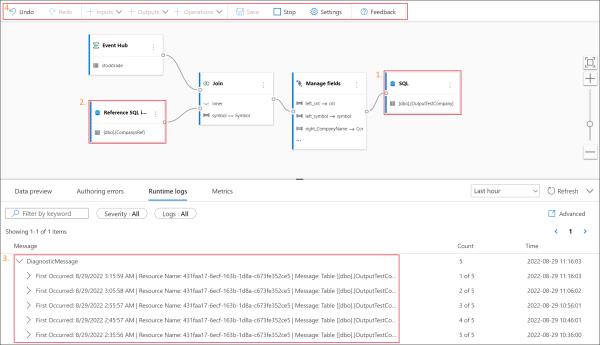 4.
Undo
Redo
Inputs
Outputs
Operations
Save
Stop
Settings
Feedback
Event Hub
stocktrade
Join
inner
symbol ↔ Symbol
Manage fields
left_cnt → cnt
left_symbol → symbol
right_CompanyName → Cor
...
1.
SQL
[dbo].[OutputTestCompany]
2.
Reference SQL i...
[dbo].[CompanysRef]
Data preview
Authoring errors
Runtime logs
Metrics
Last hour
Refresh
Filter by keyword
Severity : All
Logs : All
Advanced
Showing 1-1 of 1 items
1
Message
Count
Time
3.
DiagnosticMessage
5
2022-08-29 11:16:03
First Occurred: 8/29/2022 3:15:59 AM | Resource Name: 431faa17-6ecf-163b-1d8a-c673fe352ce5 | Message: Table [[dbo].[OutputTestCo...
1 of 5
2022-08-29 11:16:03
First Occurred: 8/29/2022 3:05:58 AM | Resource Name: 431faa17-6ecf-163b-1d8a-c673fe352ce5 | Message: Table [[dbo].[OutputTestCo...
2 of 5
2022-08-29 11:06:02
First Occurred: 8/29/2022 2:55:57 AM | Resource Name: 431faa17-6ecf-163b-1d8a-c673fe352ce5 | Message: Table [[dbo].[OutputTestCo...
3 of 5
2022-08-29 10:56:01
First Occurred: 8/29/2022 2:45:57 AM | Resource Name: 431faa17-6ecf-163b-1d8a-c673fe352ce5 | Message: Table [[dbo].[OutputTestCo...
4 of 5
2022-08-29 10:46:01
First Occurred: 8/29/2022 2:35:56 AM | Resource Name: 431faa17-6ecf-163b-1d8a-c673fe352ce5 | Message: Table [[dbo].[OutputTestCo...
5 of 5
2022-08-29 10:36:00